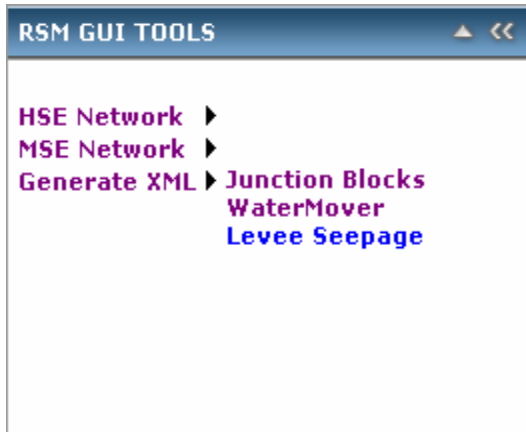 RSM GUI TOOLS
HSE Network
MSE Network
Generate XML Junction Blocks
WaterMover
Levee Seepage